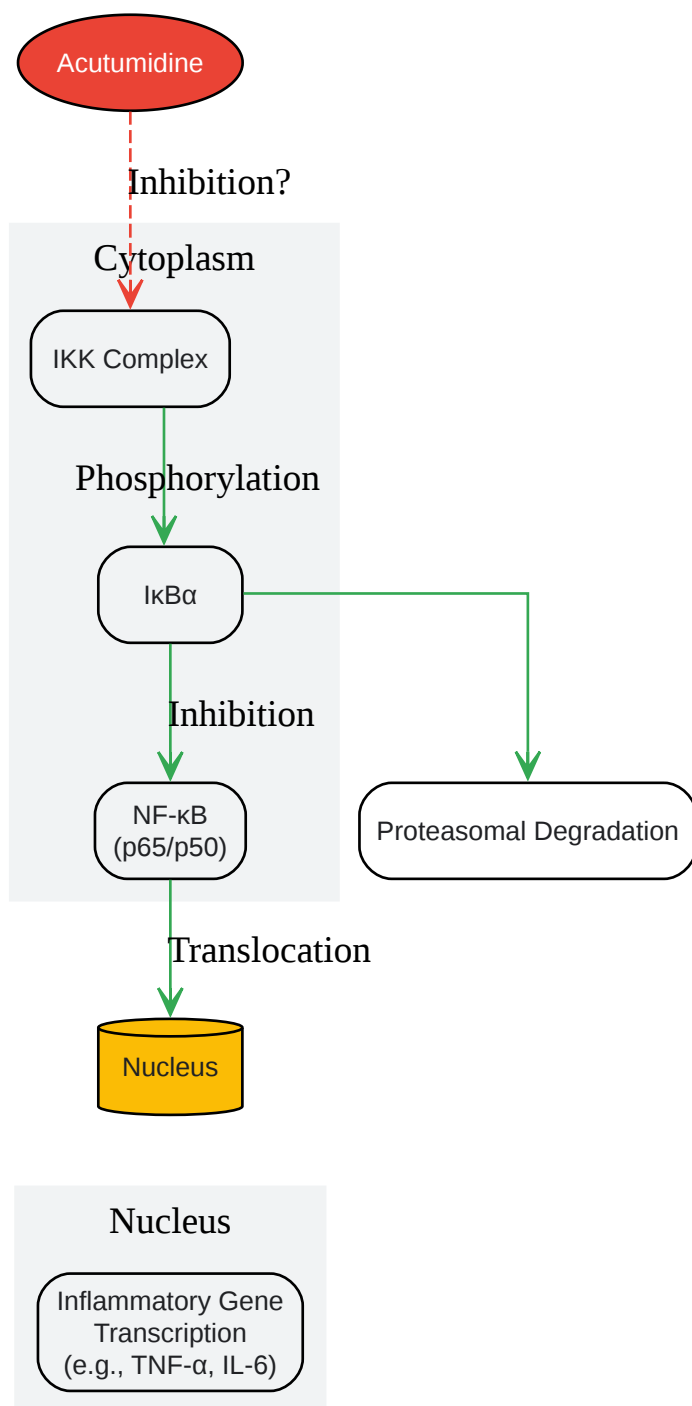 Acutumidine
Inhibition?
Cytoplasm
IKK Complex
Phosphorylation
IκBα
Inhibition
NF-κB
(p65/p50)
Proteasomal Degradation
Translocation
Nucleus
Nucleus
Inflammatory Gene
Transcription
(e.g., TNF-α, IL-6)